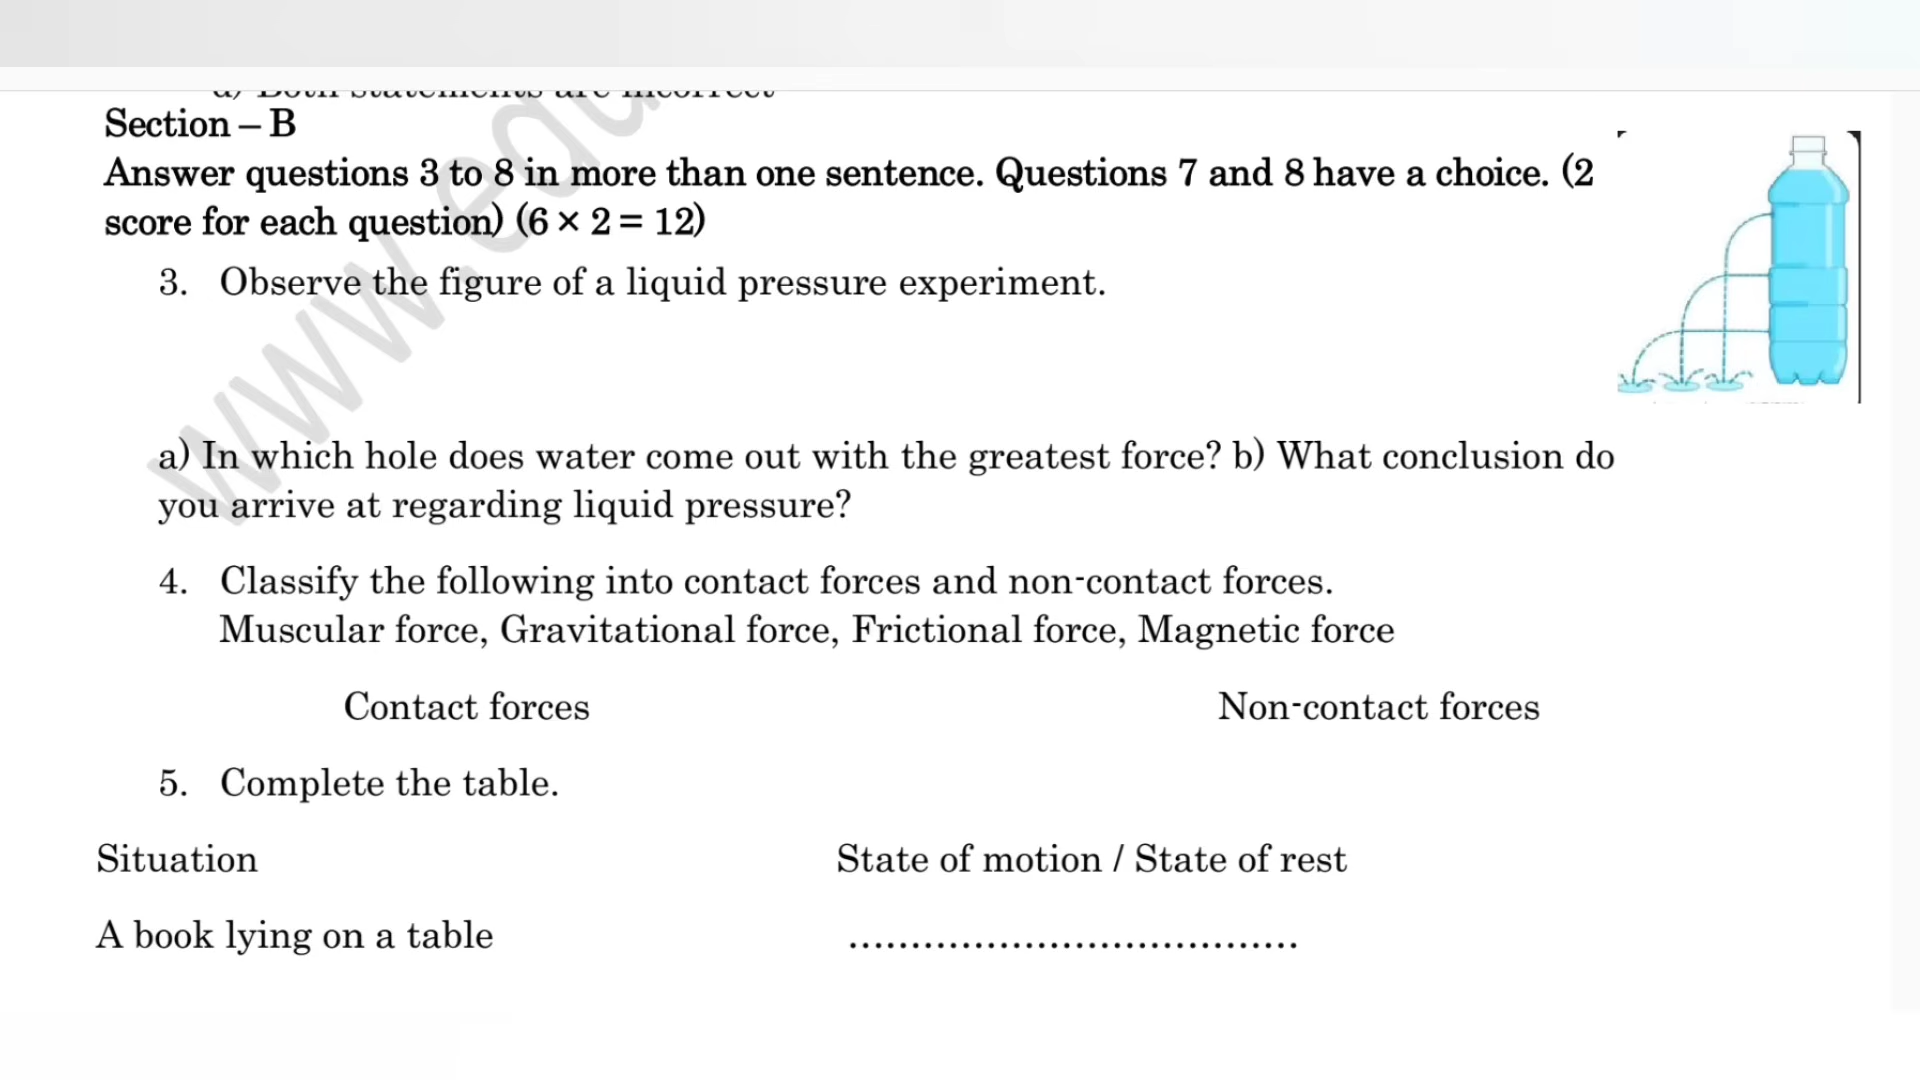 Section – B
Answer questions 3 to 8 in more than one sentence. Questions 7 and 8 have a choice. (2
score for each question) (6 × 2 = 12)
3. Observe the figure of a liquid pressure experiment.
a) In which hole does water come out with the greatest force? b) What conclusion do
you arrive at regarding liquid pressure?
4. Classify the following into contact forces and non-contact forces.
Muscular force, Gravitational force, Frictional force, Magnetic force
Contact forces Non-contact forces
5. Complete the table.
Situation State of motion / State of rest
A book lying on a table .....................................